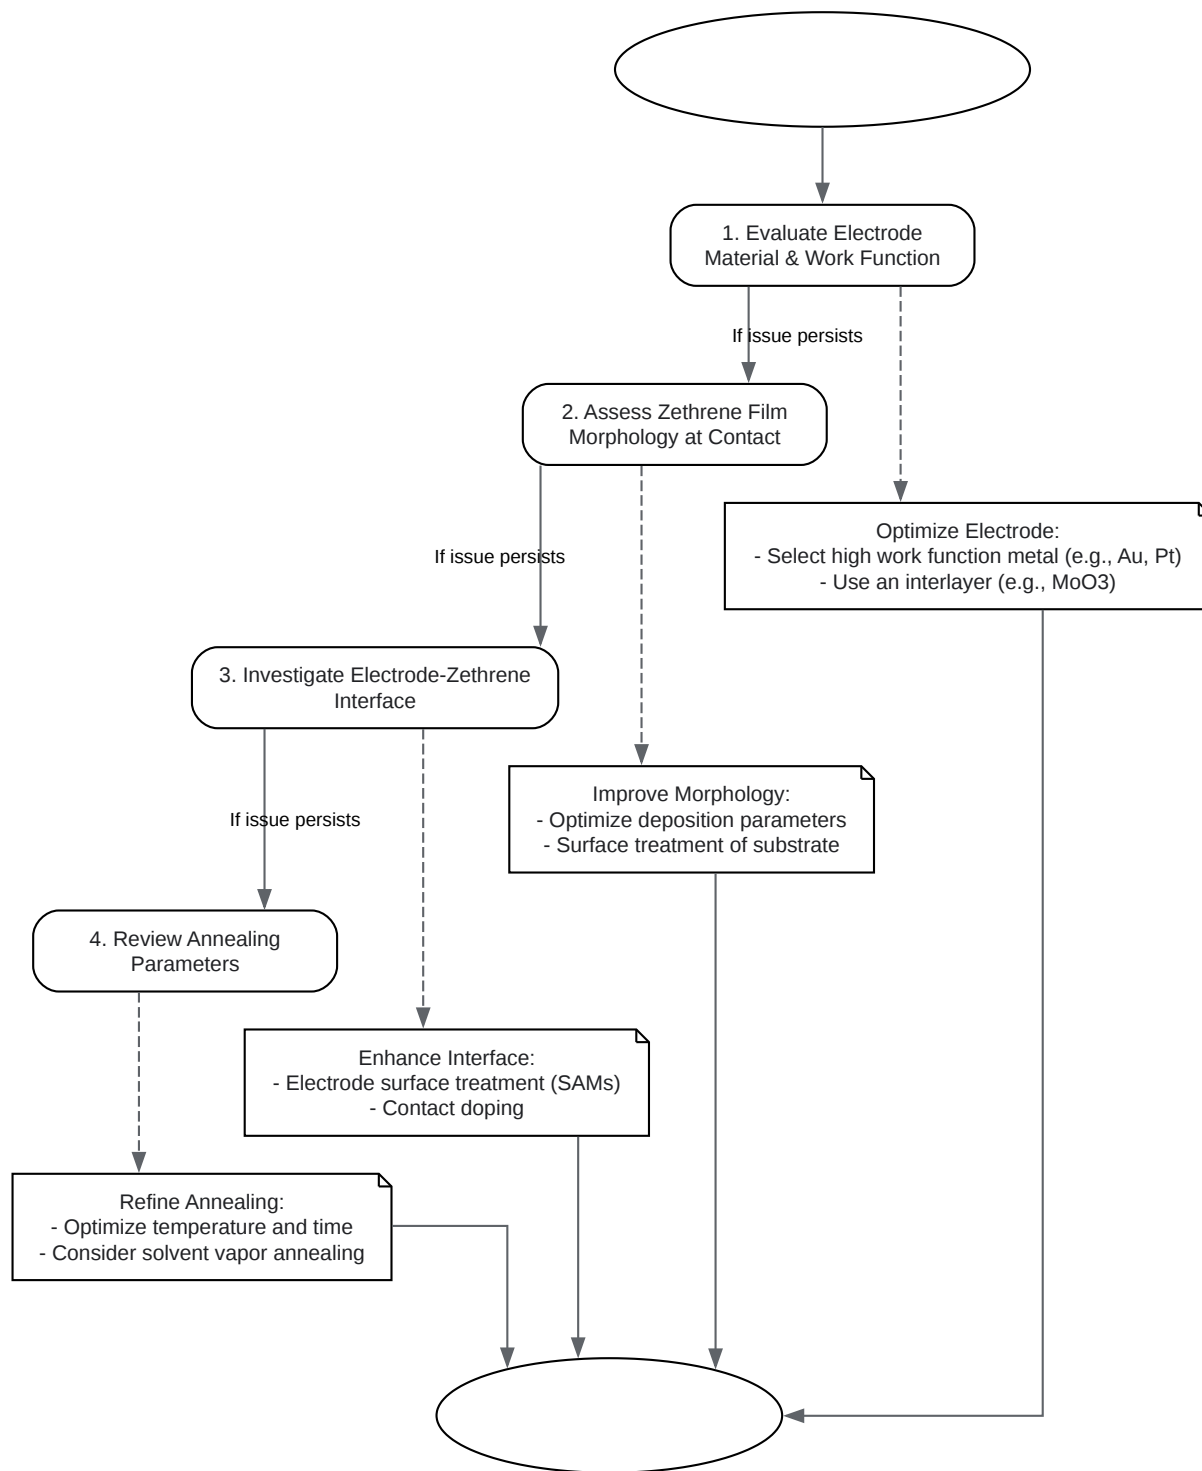 1. Evaluate Electrode
Material & Work Function
If issue persists
2. Assess Zethrene Film
Morphology at Contact
Optimize Electrode:
- Select high work function metal (e.g., Au, Pt)
- Use an interlayer (e.g., MoO3)
If issue persists
3. Investigate Electrode-Zethrene
Interface
Improve Morphology:
- Optimize deposition parameters
- Surface treatment of substrate
If issue persists
4. Review Annealing
Parameters
Enhance Interface:
- Electrode surface treatment (SAMs)
- Contact doping
Refine Annealing:
- Optimize temperature and time
- Consider solvent vapor annealing